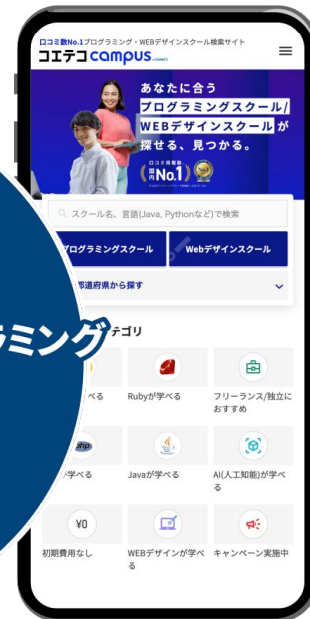 口コミ数No.1プログラミング・WEBデザインスクール検索サイト
コエテコcampus
あなたに合う
プログラミングスクール/
WEBデザインスクールが
探せる、見つかる。
口コミ掲載数
国内No.1
スクール名、言語(Java, Pythonなど)で検索
プログラミングスクール
Webデザインスクール
都道府県から探す
ラミング
テゴリ
べる
Rubyが学べる
フリーランス/独立に
おすすめ
php
学べる
Javaが学べる
AI(人工知能)が学べ
る
¥0
初期費用なし
WEBデザインが学べ
る
キャンペーン実施中